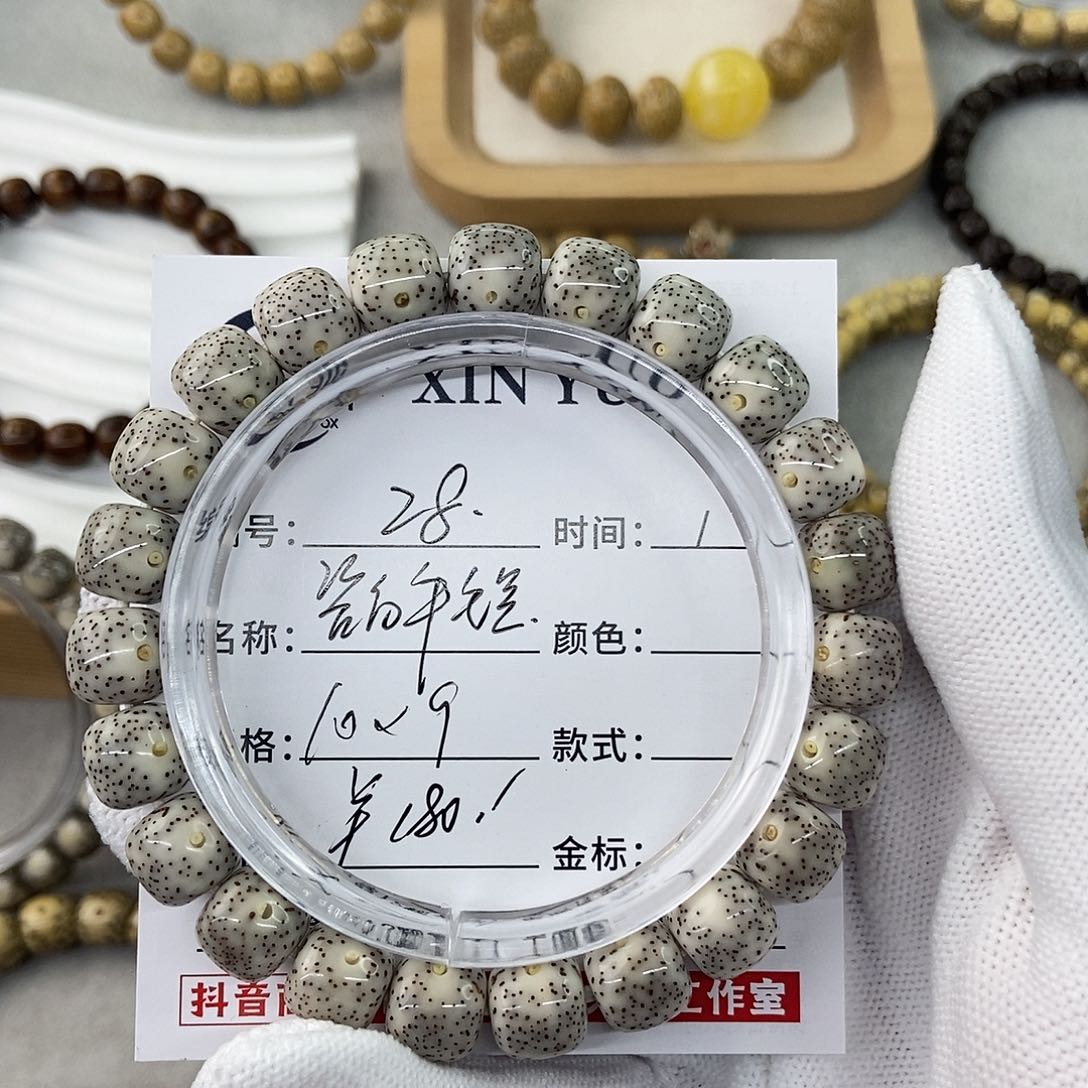 XIN Y
号: 28. 时间: 1
名称: 颜色:
格: 10×9 款式:
¥180.! 金标:
抖音 工作室